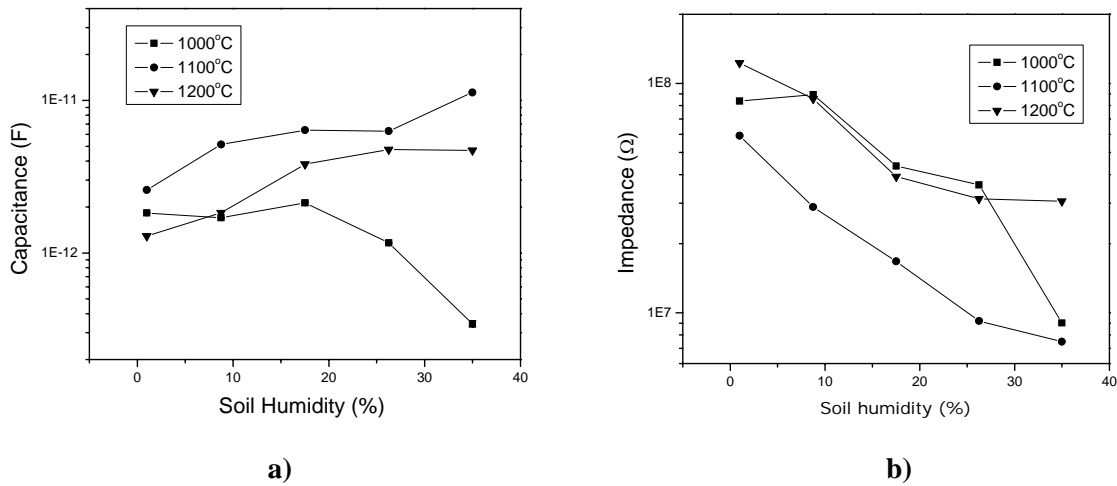 1000°C
1100°C
1200°C
1E-11
1E-12
Capacitance (F)
0
10
20
30
40
Soil Humidity (%)
a)
1000°C
1100°C
1200°C
1E8
1E7
Impedance (Ω)
0
10
20
30
40
Soil humidity (%)
b)